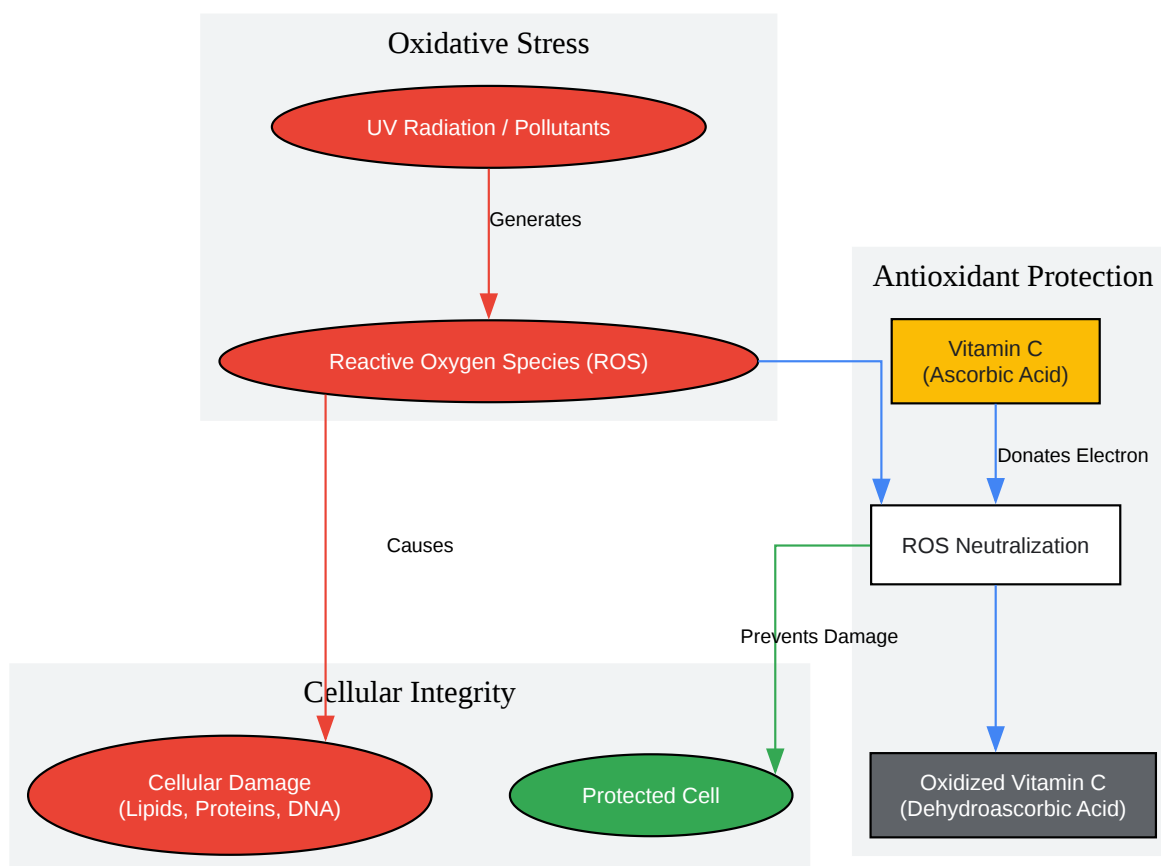 Oxidative Stress
UV Radiation / Pollutants
Generates
Antioxidant Protection
Reactive Oxygen Species (ROS)
Vitamin C
(Ascorbic Acid)
Donates Electron
Causes
ROS Neutralization
Prevents Damage
Cellular Integrity
Cellular Damage
(Lipids, Proteins, DNA)
Protected Cell
Oxidized Vitamin C
(Dehydroascorbic Acid)